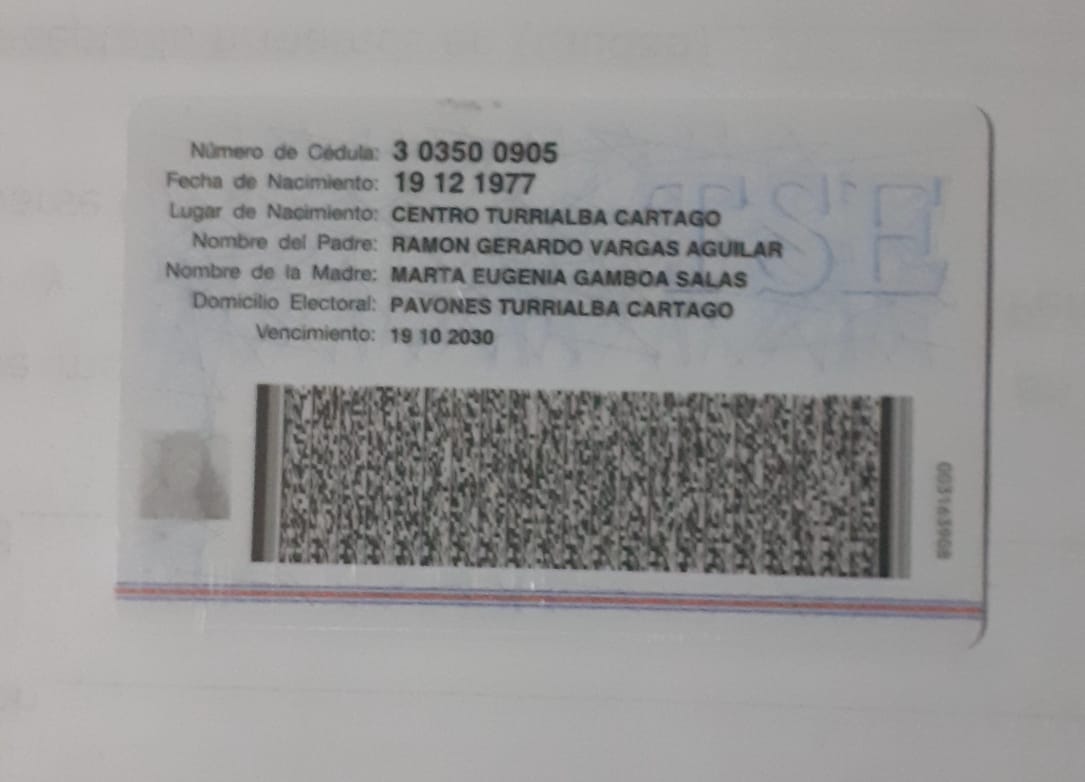 Número de Cédula: 3 0350 0905
Fecha de Nacimiento: 19 12 1977
Lugar de Nacimiento: CENTRO TURRIALBA CARTAGO
Nombre del Padre: RAMON GERARDO VARGAS AGUILAR
Nombre de la Madre: MARTA EUGENIA GAMBOA SALAS
Domicilio Electoral: PAVONES TURRIALBA CARTAGO
Vencimiento: 19 10 2030